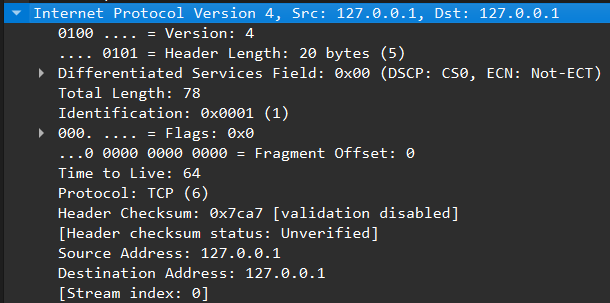 Internet Protocol Version 4, Src: 127.0.0.1, Dst: 127.0.0.1
0100 .... = Version: 4
.... 0101 = Header Length: 20 bytes (5)
Differentiated Services Field: 0x00 (DSCP: CS0, ECN: Not-ECT)
Total Length: 78
Identification: 0x0001 (1)
000. .... = Flags: 0x0
...0 0000 0000 0000 = Fragment Offset: 0
Time to Live: 64
Protocol: TCP (6)
Header Checksum: 0x7ca7 [validation disabled]
[Header checksum status: Unverified]
Source Address: 127.0.0.1
Destination Address: 127.0.0.1
[Stream index: 0]